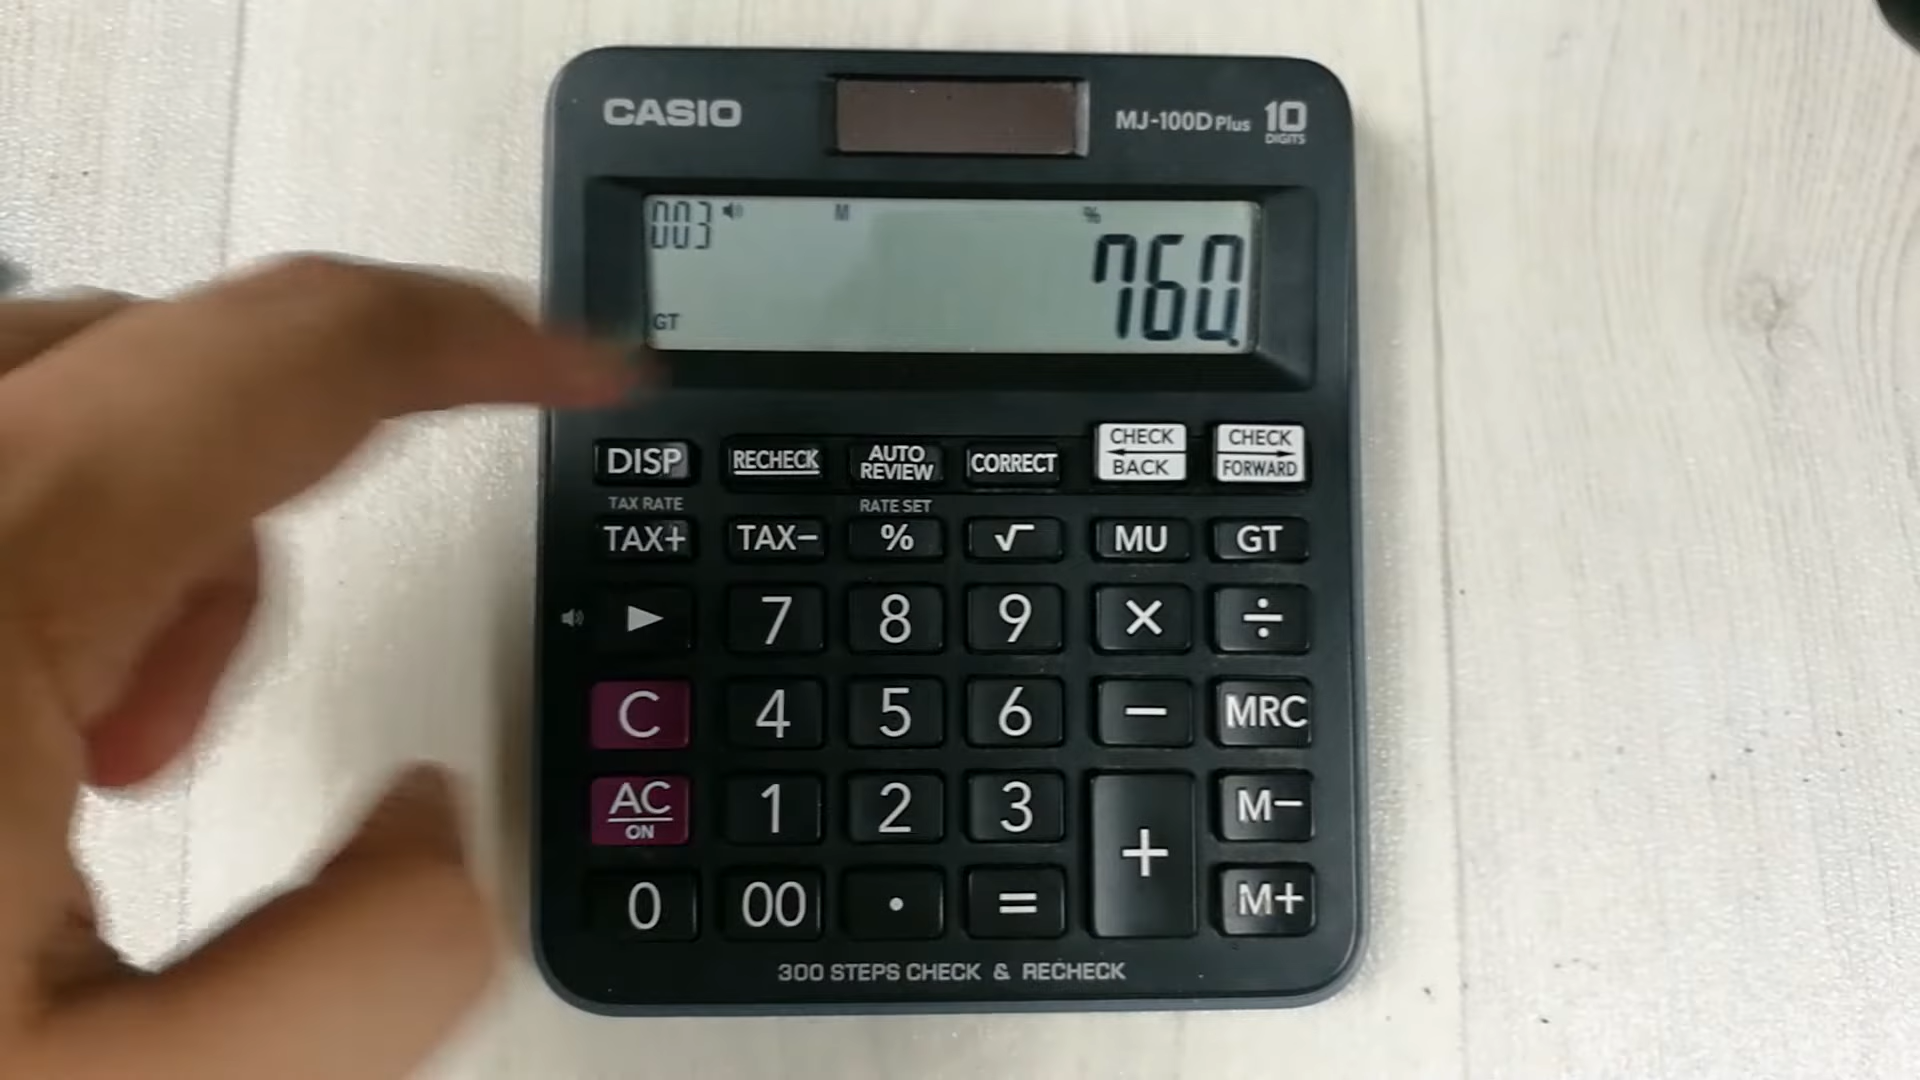 CASIO
MJ-100D Plus 10
DIGITS
003 M %
760.
GT
DISP RECHECK AUTO REVIEW CORRECT CHECK BACK CHECK FORWARD
TAX RATE RATE SET
TAX+ TAX− % √ MU GT
7 8 9 × ÷
C 4 5 6 − MRC
AC ON 1 2 3 + M−
0 00 · = M+
300 STEPS CHECK & RECHECK